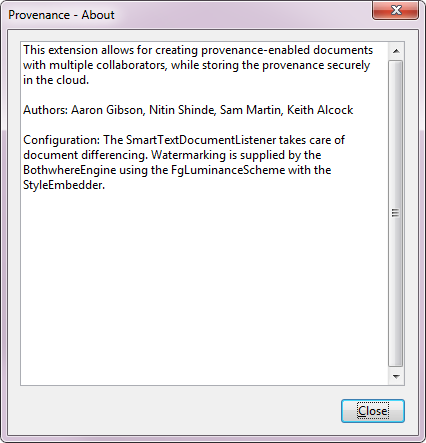 Provenance - About
This extension allows for creating provenance-enabled documents
with multiple collaborators, while storing the provenance securely
in the cloud.
Authors: Aaron Gibson, Nitin Shinde, Sam Martin, Keith Alcock
Configuration: The SmartTextDocumentListener takes care of
document differencing. Watermarking is supplied by the
BothwhereEngine using the FgLuminanceScheme with the
StyleEmbedder.
Close